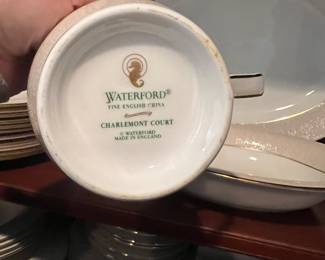 WATERFORD®
FINE ENGLISH CHINA
CHARLEMONT COURT
© WATERFORD
MADE IN ENGLAND